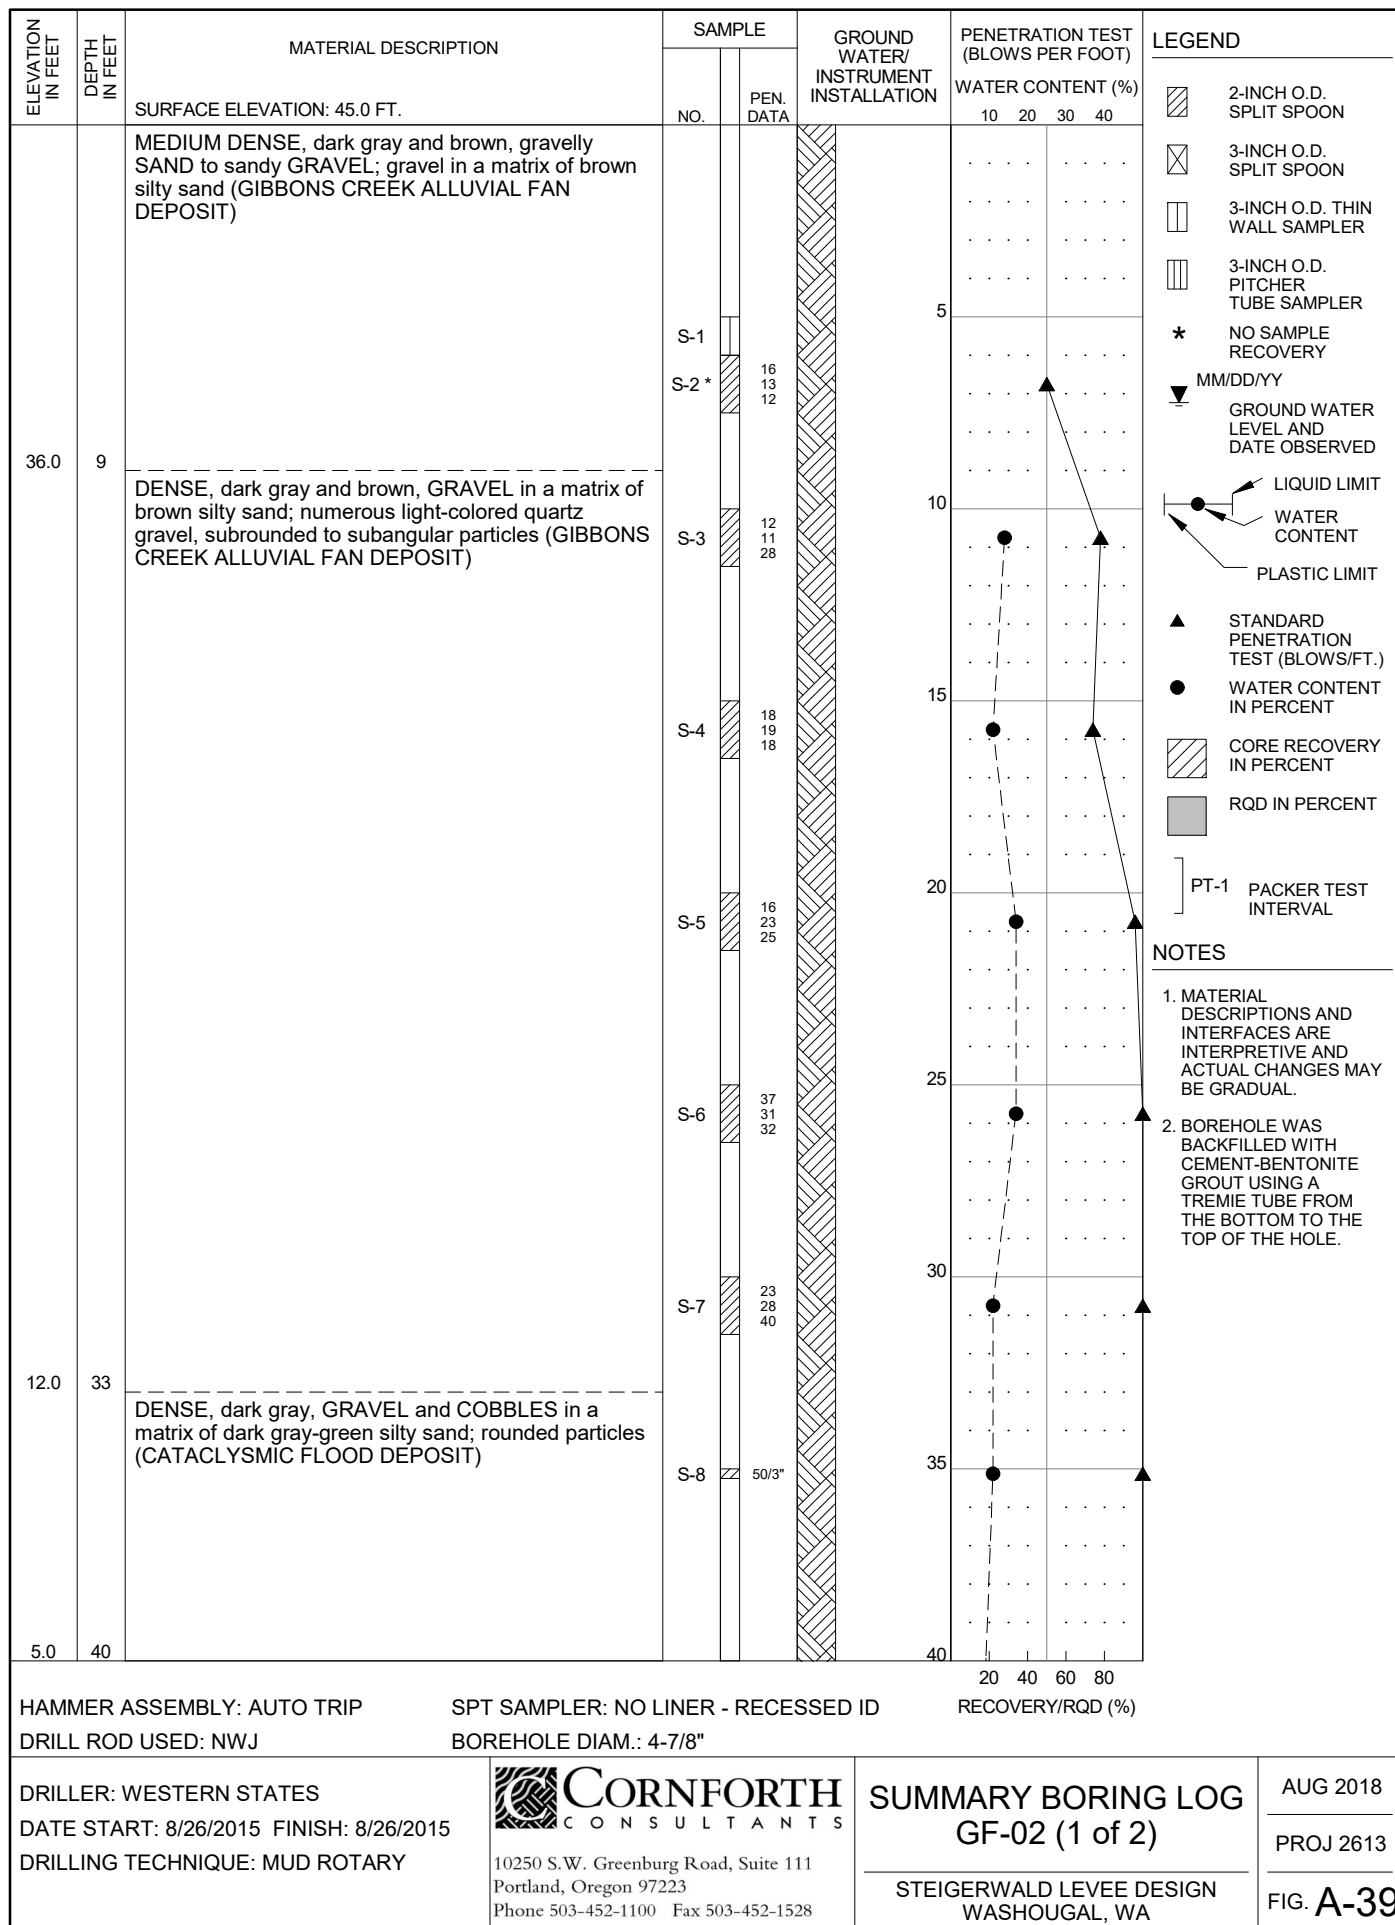 ELEVATION
IN FEET
DEPTH
IN FEET
MATERIAL DESCRIPTION
SURFACE ELEVATION: 45.0 FT.
SAMPLE
NO.
PEN.
DATA
GROUND
WATER/
INSTRUMENT
INSTALLATION
PENETRATION TEST
(BLOWS PER FOOT)
WATER CONTENT (%)
10 20 30 40
MEDIUM DENSE, dark gray and brown, gravelly
SAND to sandy GRAVEL; gravel in a matrix of brown
silty sand (GIBBONS CREEK ALLUVIAL FAN
DEPOSIT)
5
S-1
S-2 *
16
13
12
36.0 9
DENSE, dark gray and brown, GRAVEL in a matrix of
brown silty sand; numerous light-colored quartz
gravel, subrounded to subangular particles (GIBBONS
CREEK ALLUVIAL FAN DEPOSIT)
10
S-3
12
11
28
15
S-4
18
19
18
20
S-5
16
23
25
25
S-6
37
31
32
30
S-7
23
28
40
12.0 33
DENSE, dark gray, GRAVEL and COBBLES in a
matrix of dark gray-green silty sand; rounded particles
(CATACLYSMIC FLOOD DEPOSIT)
35
S-8 50/3"
5.0 40
40
20 40 60 80
RECOVERY/RQD (%)
LEGEND
2-INCH O.D.
SPLIT SPOON
3-INCH O.D.
SPLIT SPOON
3-INCH O.D. THIN
WALL SAMPLER
3-INCH O.D.
PITCHER
TUBE SAMPLER
* NO SAMPLE
RECOVERY
MM/DD/YY
GROUND WATER
LEVEL AND
DATE OBSERVED
LIQUID LIMIT
WATER
CONTENT
PLASTIC LIMIT
STANDARD
PENETRATION
TEST (BLOWS/FT.)
WATER CONTENT
IN PERCENT
CORE RECOVERY
IN PERCENT
RQD IN PERCENT
PT-1 PACKER TEST
INTERVAL
NOTES
1. MATERIAL
DESCRIPTIONS AND
INTERFACES ARE
INTERPRETIVE AND
ACTUAL CHANGES MAY
BE GRADUAL.
2. BOREHOLE WAS
BACKFILLED WITH
CEMENT-BENTONITE
GROUT USING A
TREMIE TUBE FROM
THE BOTTOM TO THE
TOP OF THE HOLE.
HAMMER ASSEMBLY: AUTO TRIP SPT SAMPLER: NO LINER - RECESSED ID
DRILL ROD USED: NWJ BOREHOLE DIAM.: 4-7/8"
DRILLER: WESTERN STATES
DATE START: 8/26/2015 FINISH: 8/26/2015
DRILLING TECHNIQUE: MUD ROTARY
CORNFORTH
CONSULTANTS
10250 S.W. Greenburg Road, Suite 111
Portland, Oregon 97223
Phone 503-452-1100 Fax 503-452-1528
SUMMARY BORING LOG
GF-02 (1 of 2)
STEIGERWALD LEVEE DESIGN
WASHOUGAL, WA
AUG 2018
PROJ 2613
FIG. A-39